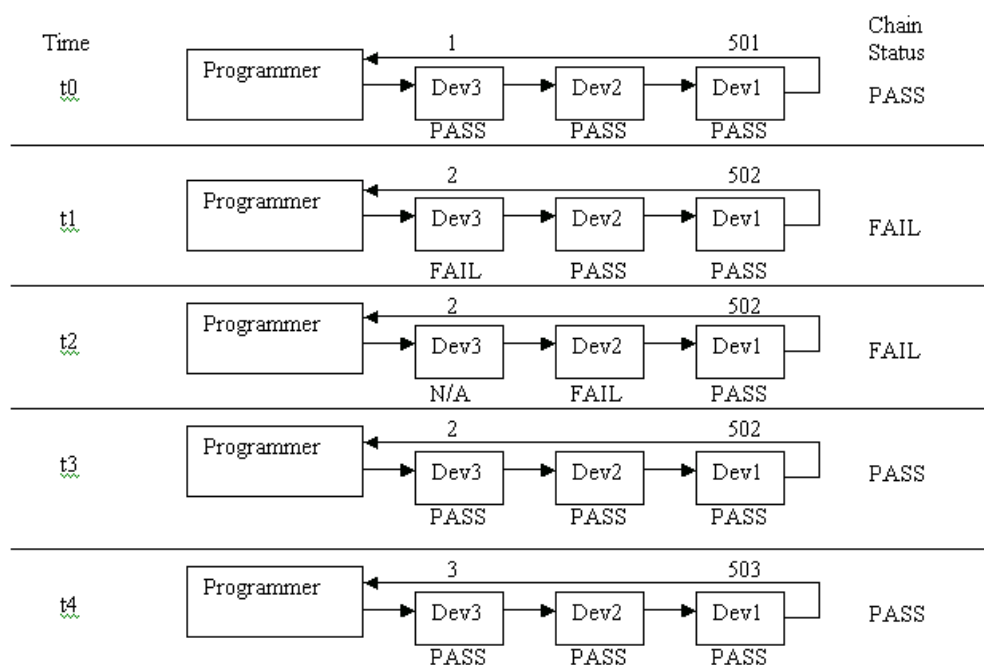 Time
Chain
Status
1
501
Programmer
t0
Dev3
Dev2
Dev1
PASS
PASS
PASS
PASS
2
502
Programmer
t1
Dev3
Dev2
Dev1
FAIL
FAIL
PASS
PASS
2
502
Programmer
t2
Dev3
Dev2
Dev1
FAIL
N/A
FAIL
PASS
2
502
Programmer
t3
Dev3
Dev2
Dev1
PASS
PASS
PASS
PASS
3
503
Programmer
t4
Dev3
Dev2
Dev1
PASS
PASS
PASS
PASS